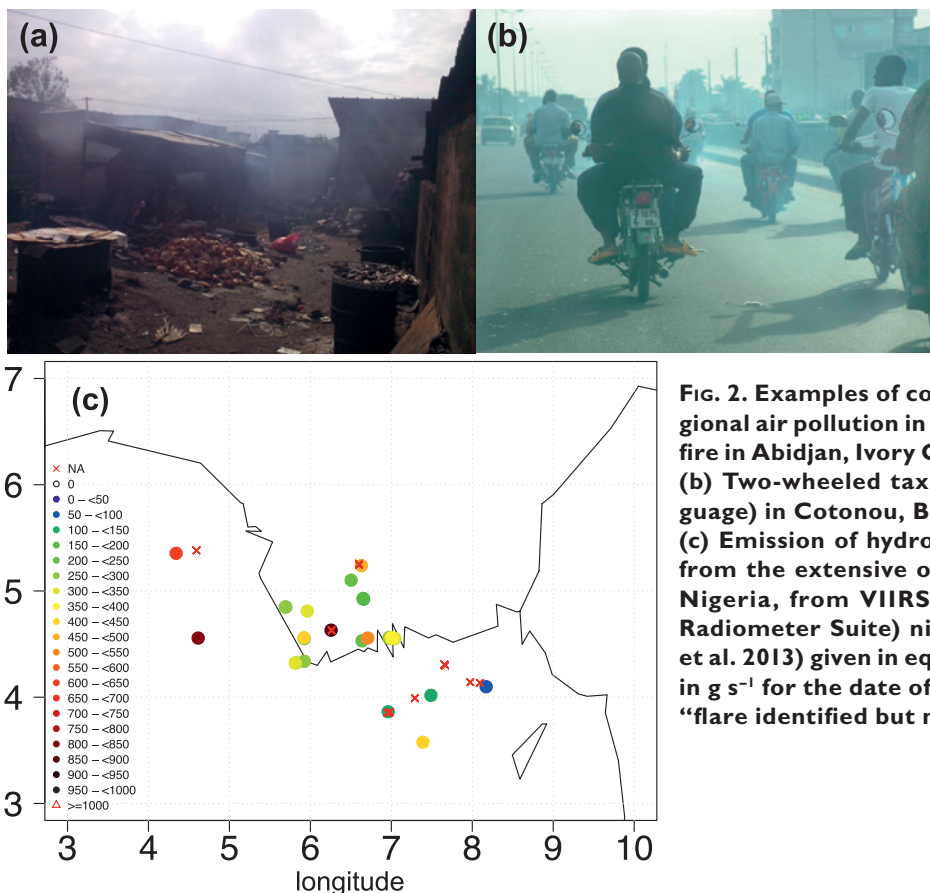 (a)
(b)
(c)
7
6
5
4
3
NA
0
0 – <50
50 – <100
100 – <150
150 – <200
200 – <250
250 – <300
300 – <350
350 – <400
400 – <450
450 – <500
500 – <550
550 – <600
600 – <650
650 – <700
700 – <750
750 – <800
800 – <850
850 – <900
900 – <950
950 – <1000
>=1000
3 4 5 6 7 8 9 10
longitude
FIG. 2. Examples of co
gional air pollution in
fire in Abidjan, Ivory C
(b) Two-wheeled tax
guage) in Cotonou, B
(c) Emission of hydro
from the extensive o
Nigeria, from VIIRS
Radiometer Suite) ni
et al. 2013) given in eq
in g s⁻¹ for the date of
“flare identified but n